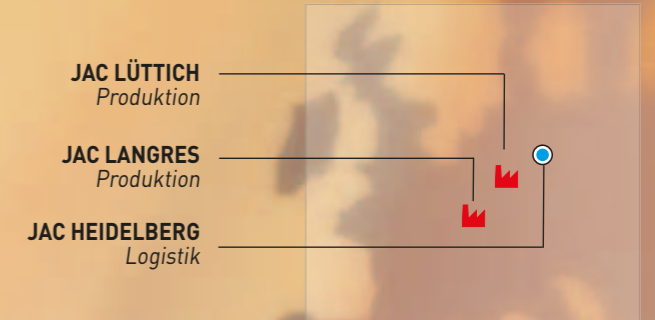 JAC LÜTTICH
Produktion
JAC LANGRES
Produktion
JAC HEIDELBERG
Logistik